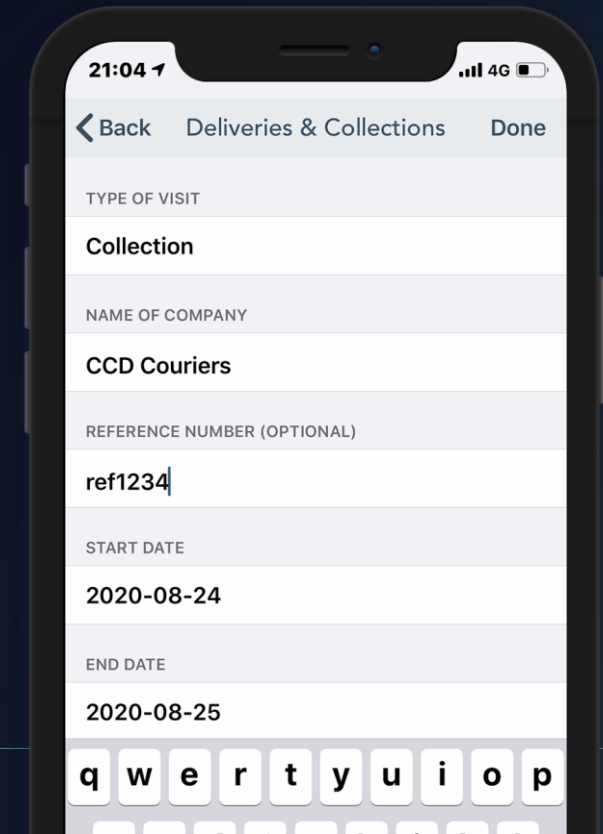 21:04 4G
Back Deliveries & Collections Done
TYPE OF VISIT
Collection
NAME OF COMPANY
CCD Couriers
REFERENCE NUMBER (OPTIONAL)
ref1234
START DATE
2020-08-24
END DATE
2020-08-25
q w e r t y u i o p